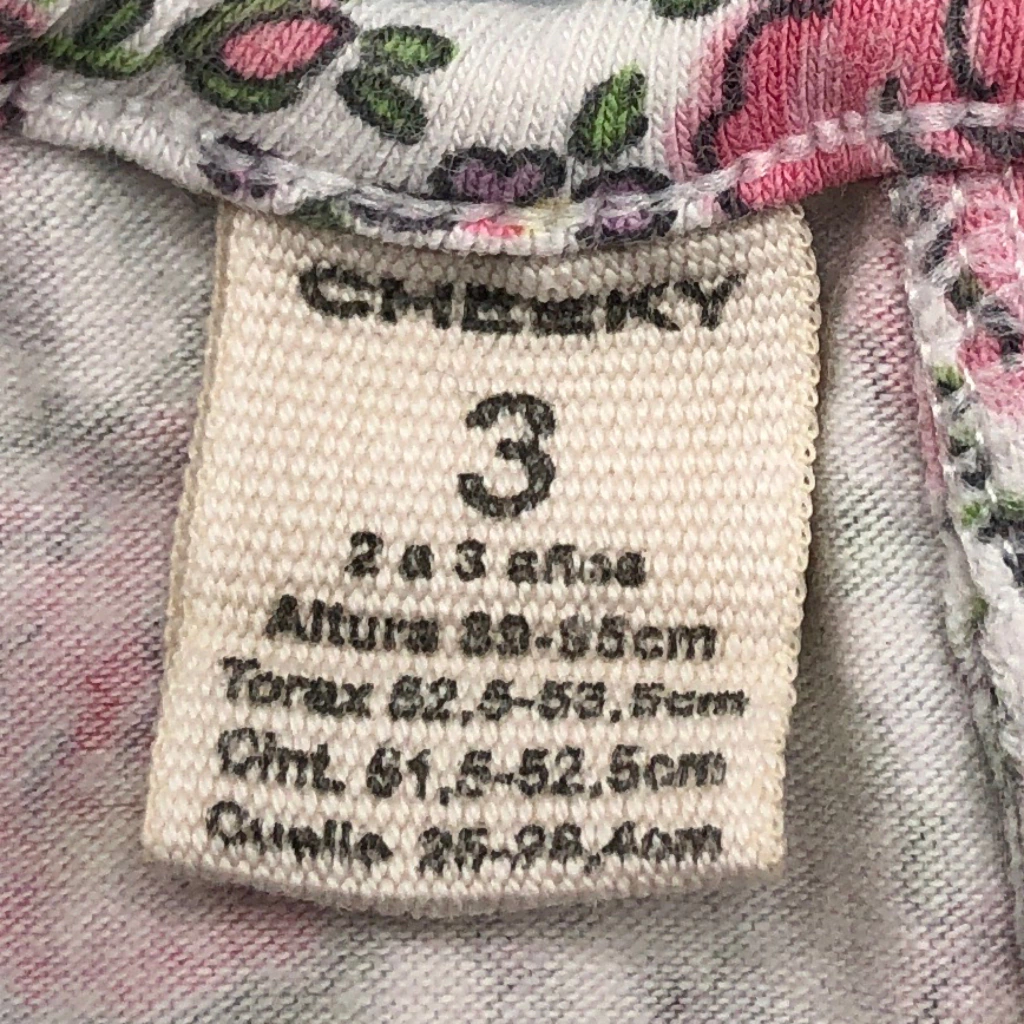 CHEEKY
3
2 a 3 años
Altura 89-95cm
Torax 52,5-53,5cm
Cint. 51,5-52,5cm
Cuello 25-26,4cm